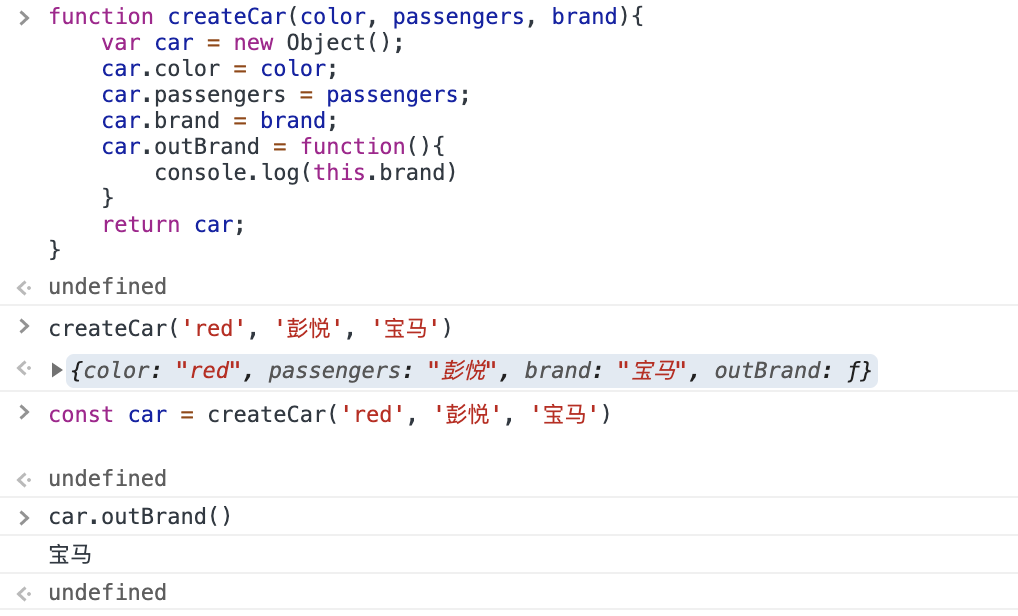 > function createCar(color, passengers, brand){
    var car = new Object();
    car.color = color;
    car.passengers = passengers;
    car.brand = brand;
    car.outBrand = function(){
        console.log(this.brand)
    }
    return car;
}
<· undefined
> createCar('red', '彭悦', '宝马')
<· ▶{color: "red", passengers: "彭悦", brand: "宝马", outBrand: ƒ}
> const car = createCar('red', '彭悦', '宝马')
<· undefined
> car.outBrand()
宝马
<· undefined